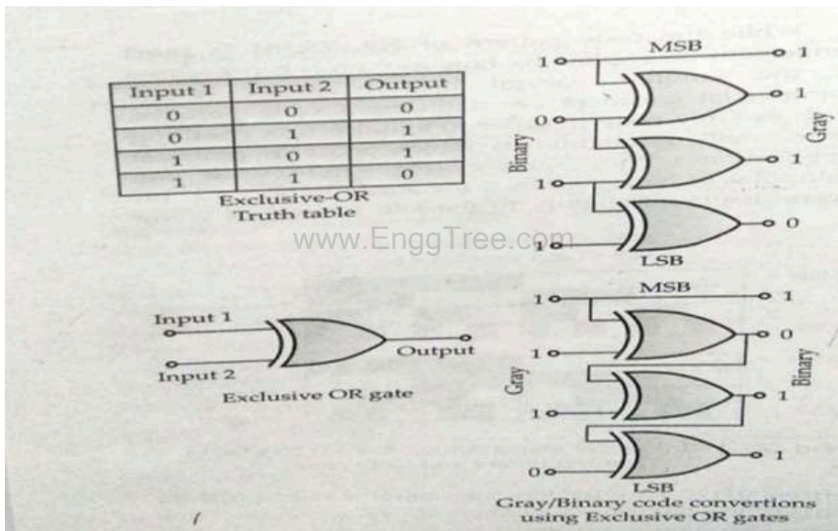 Input 1 Input 2 Output
0 0 0
0 1 1
1 0 1
1 1 0
Exclusive-OR
Truth table
www.EnggTree.com
Input 1
Input 2
Output
Exclusive OR gate
MSB
1 1
1
0
Binary
Gray
1
1
0
1
LSB
MSB
1 1
0
1
Gray
Binary
1
1
1
0
LSB
Gray/Binary code convertions
using Exclusive OR gates